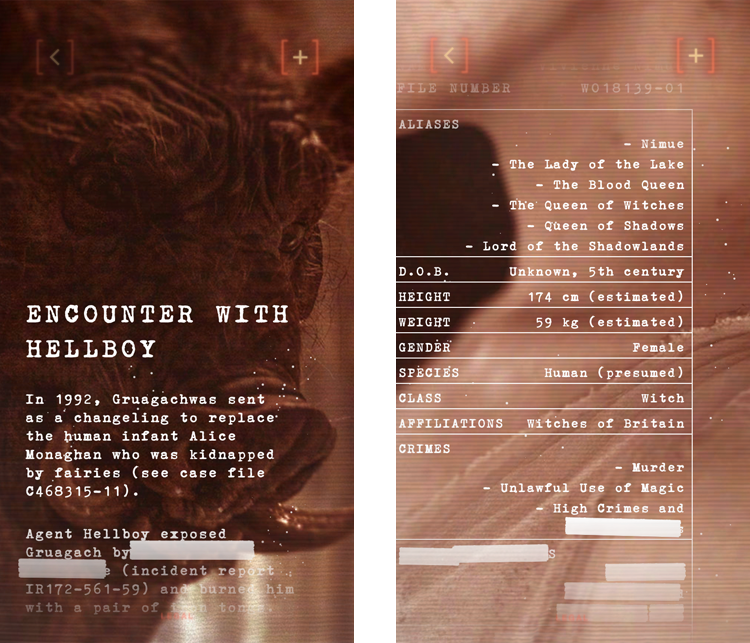 ENCOUNTER WITH
HELLBOY
In 1992, Gruagachwas sent
as a changeling to replace
the human infant Alice
Monaghan who was kidnapped
by fairies (see case file
C468315-11).
Agent Hellboy exposed
Gruagach by
e (incident report
IR172-561-59) and burned him
with a pair of iron tongs.
FILE NUMBER W018139-01
ALIASES
- Nimue
- The Lady of the Lake
- The Blood Queen
- The Queen of Witches
- Queen of Shadows
- Lord of the Shadowlands
D.O.B. Unknown, 5th century
HEIGHT 174 cm (estimated)
WEIGHT 59 kg (estimated)
GENDER Female
SPECIES Human (presumed)
CLASS Witch
AFFILIATIONS Witches of Britain
CRIMES
- Murder
- Unlawful Use of Magic
- High Crimes and
S